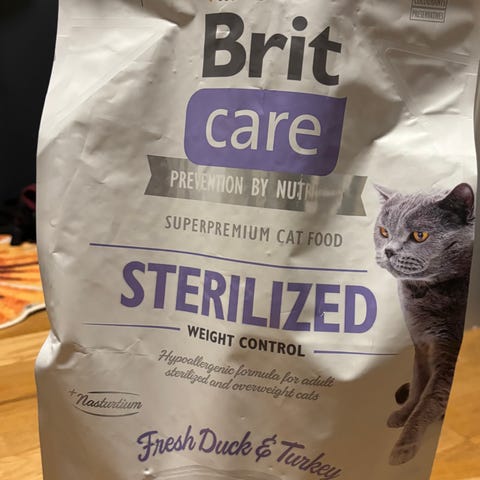 Brit
care
PREVENTION BY
SUPERPREMIUM CAT FOOD
STERILIZED
WEIGHT CONTROL
Hypoallergenic formula for adult
sterilized and overweight cats
+Nasturtium
Fresh Duck & Turkey